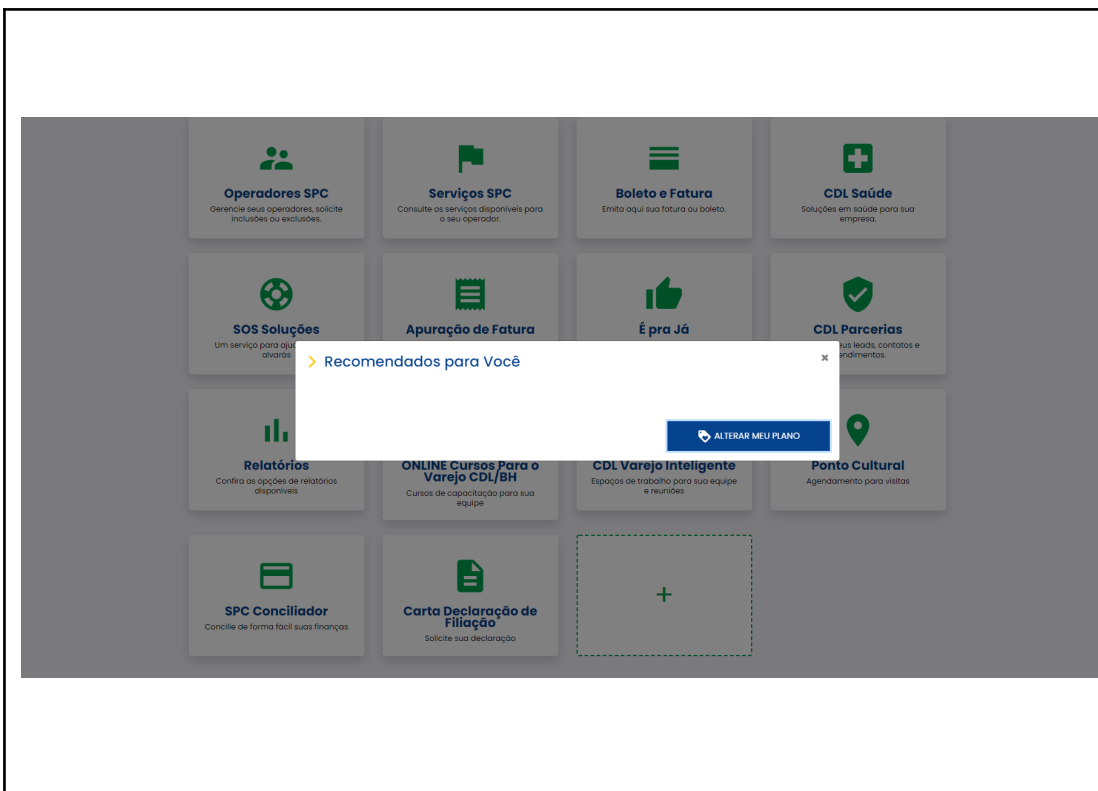 Operadores SPC
Gerencie seus operadores, solicite
inclusões ou exclusões.
Serviços SPC
Consulte os serviços disponíveis para
o seu operador.
Boleto e Fatura
Emita aqui sua fatura ou boleto.
CDL Saúde
Soluções em saúde para sua
empresa.
SOS Soluções
Um serviço para
alvarás
Apuração de Fatura
É pra Já
CDL Parcerias
leads, contatos e
Recomendados para Você
×
ALTERAR MEU PLANO
Relatórios
Confira as opções de relatórios
disponíveis
ONLINE Cursos Para o
Varejo CDL/BH
Cursos de capacitação para sua
equipe
CDL Varejo Inteligente
Espaços de trabalho para sua equipe
e reuniões
Ponto Cultural
Agendamento para visitas
SPC Conciliador
Concilie de forma fácil suas finanças
Carta Declaração de
Filiação
Solicite sua declaração
+